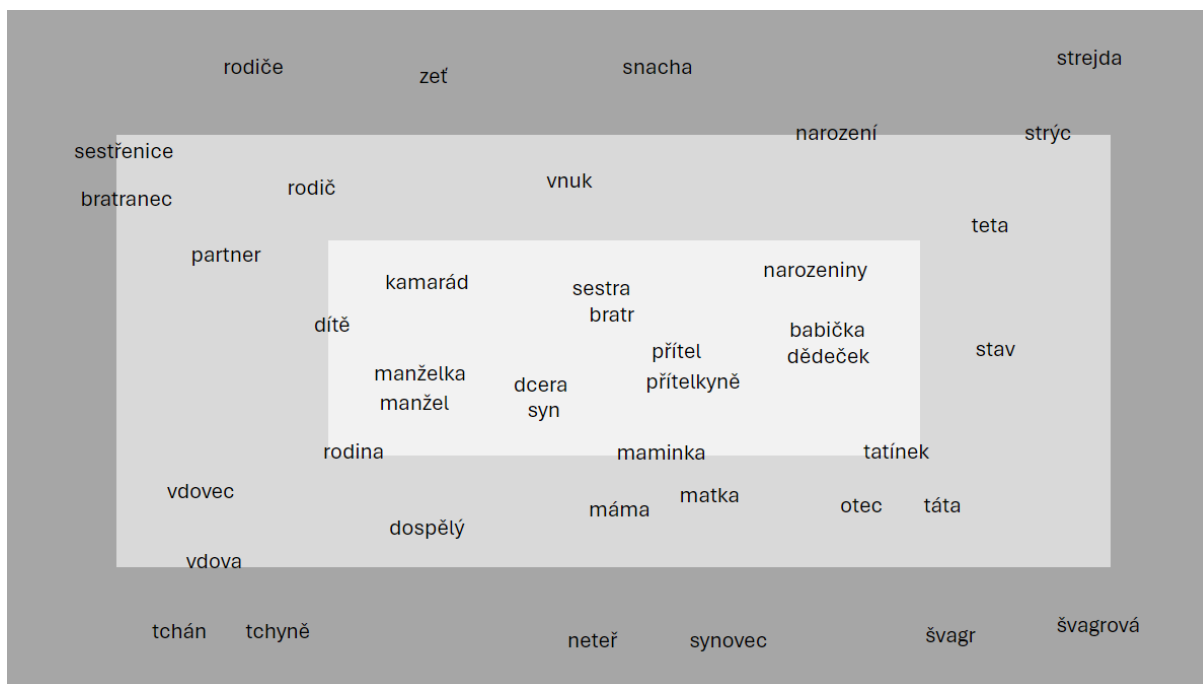 rodiče
zeť
snacha
strejda
narození
strýc
sestřenice
rodič
vnuk
bratranec
teta
partner
kamarád
sestra
narozeniny
bratr
dítě
babička
přítel
dědeček
stav
manželka
dcera
přítelkyně
manžel
syn
rodina
maminka
tatínek
vdovec
máma
matka
otec
táta
dospělý
vdova
tchán
tchyně
neteř
synovec
švagr
švagrová